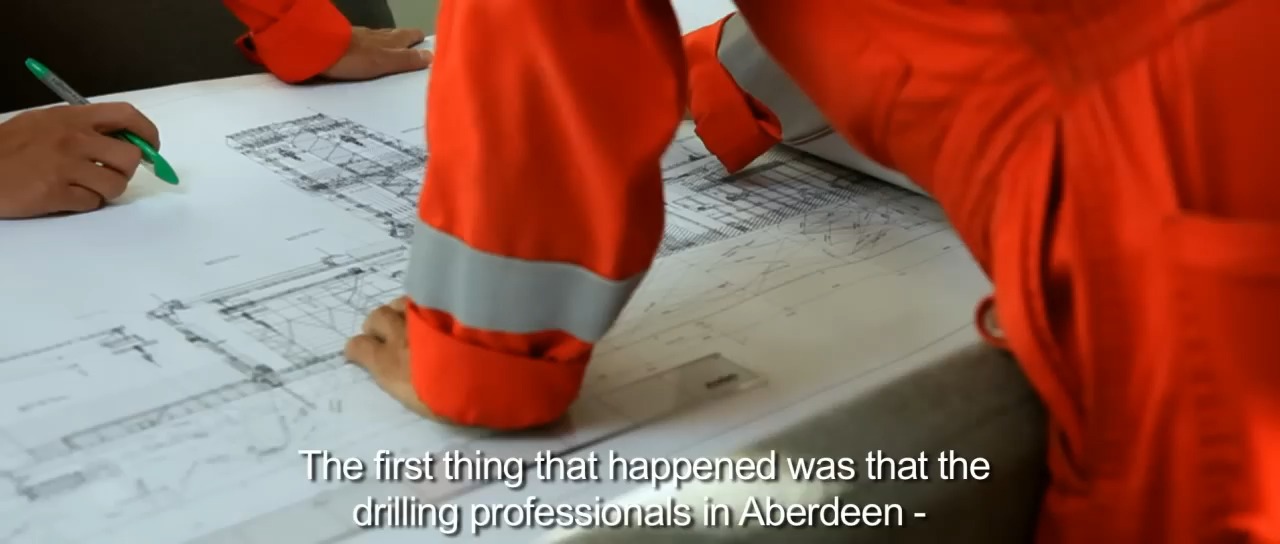 The first thing that happened was that the
drilling professionals in Aberdeen -